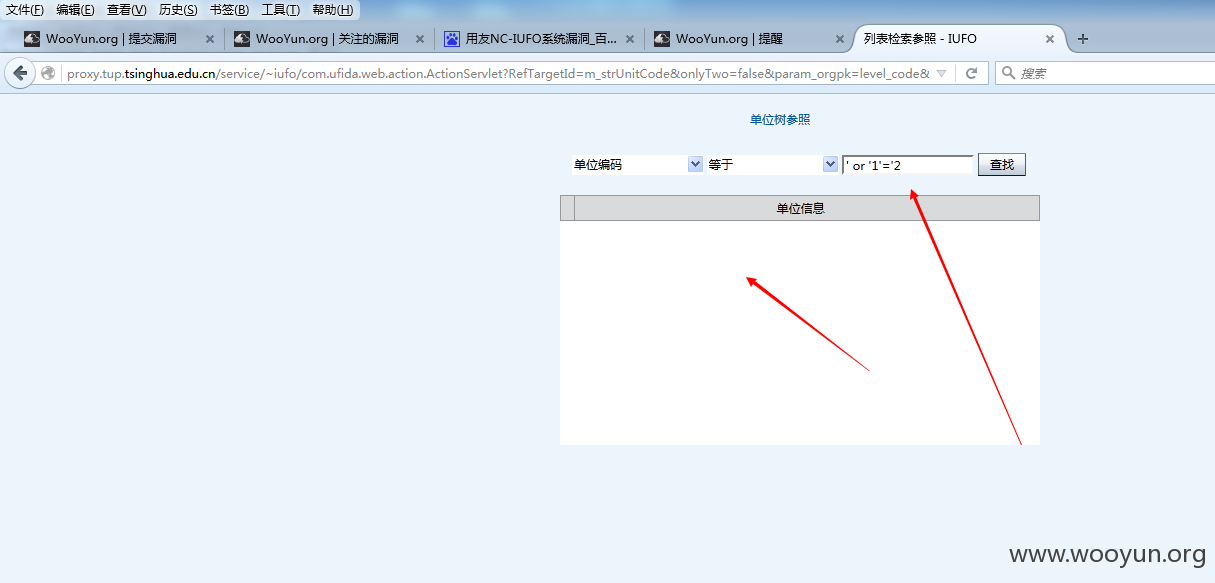 文件(F) 编辑(E) 查看(V) 历史(S) 书签(B) 工具(T) 帮助(H)
WooYun.org | 提交漏洞 × WooYun.org | 关注的漏洞 × 用友NC-IUFO系统漏洞_百... × WooYun.org | 提醒 × 列表检索参照 - IUFO ×
proxy.tup.tsinghua.edu.cn/service/~iufo/com.ufida.web.action.ActionServlet?RefTargetId=m_strUnitCode&onlyTwo=false&param_orgpk=level_code& 搜索
单位树参照
单位编码 等于 ' or '1'='2 查找
单位信息
www.wooyun.org